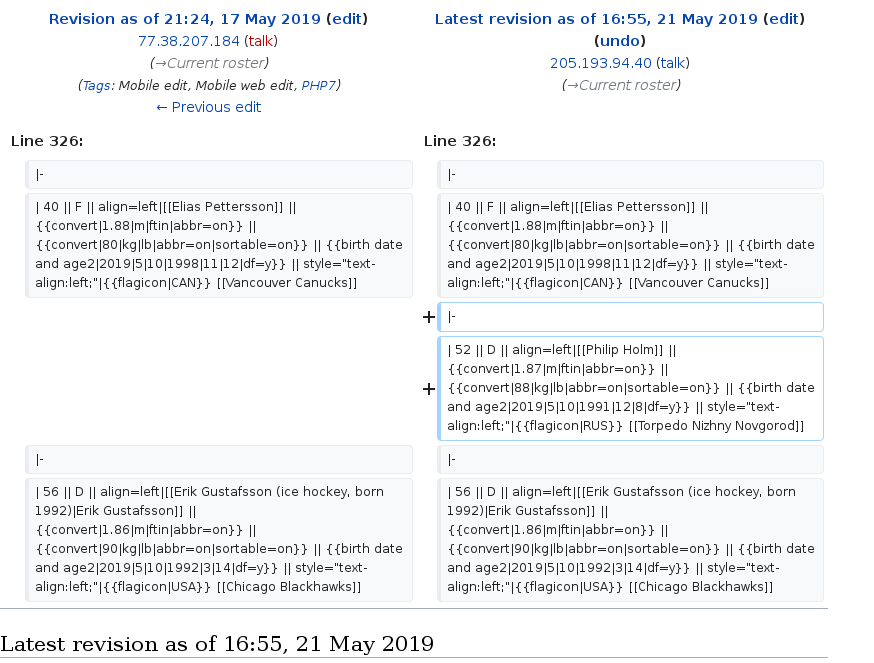 Revision as of 21:24, 17 May 2019 (edit)
77.38.207.184 (talk)
(→Current roster)
(Tags: Mobile edit, Mobile web edit, PHP7)
← Previous edit
Latest revision as of 16:55, 21 May 2019 (edit)
(undo)
205.193.94.40 (talk)
(→Current roster)
Line 326:
Line 326:
|-
|-
| 40 || F || align=left|[[Elias Pettersson]] ||
{{convert|1.88|m|ftin|abbr=on}} ||
{{convert|80|kg|lb|abbr=on|sortable=on}} || {{birth date
and age2|2019|5|10|1998|11|12|df=y}} || style="text-
align:left;"|{{flagicon|CAN}} [[Vancouver Canucks]]
| 40 || F || align=left|[[Elias Pettersson]] ||
{{convert|1.88|m|ftin|abbr=on}} ||
{{convert|80|kg|lb|abbr=on|sortable=on}} || {{birth date
and age2|2019|5|10|1998|11|12|df=y}} || style="text-
align:left;"|{{flagicon|CAN}} [[Vancouver Canucks]]
+ |-
+ | 52 || D || align=left|[[Philip Holm]] ||
{{convert|1.87|m|ftin|abbr=on}} ||
{{convert|88|kg|lb|abbr=on|sortable=on}} || {{birth date
and age2|2019|5|10|1991|12|8|df=y}} || style="text-
align:left;"|{{flagicon|RUS}} [[Torpedo Nizhny Novgorod]]
|-
|-
| 56 || D || align=left|[[Erik Gustafsson (ice hockey, born
1992)|Erik Gustafsson]] ||
{{convert|1.86|m|ftin|abbr=on}} ||
{{convert|90|kg|lb|abbr=on|sortable=on}} || {{birth date
and age2|2019|5|10|1992|3|14|df=y}} || style="text-
align:left;"|{{flagicon|USA}} [[Chicago Blackhawks]]
| 56 || D || align=left|[[Erik Gustafsson (ice hockey, born
1992)|Erik Gustafsson]] ||
{{convert|1.86|m|ftin|abbr=on}} ||
{{convert|90|kg|lb|abbr=on|sortable=on}} || {{birth date
and age2|2019|5|10|1992|3|14|df=y}} || style="text-
align:left;"|{{flagicon|USA}} [[Chicago Blackhawks]]
Latest revision as of 16:55, 21 May 2019